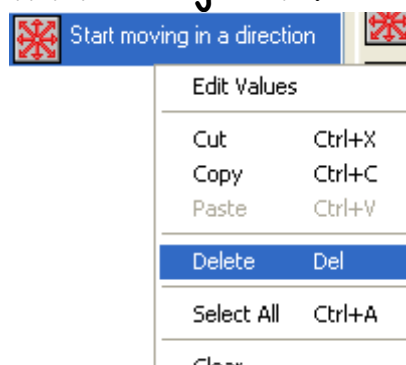 Start moving in a direction
Edit Values
Cut Ctrl+X
Copy Ctrl+C
Paste Ctrl+V
Delete Del
Select All Ctrl+A